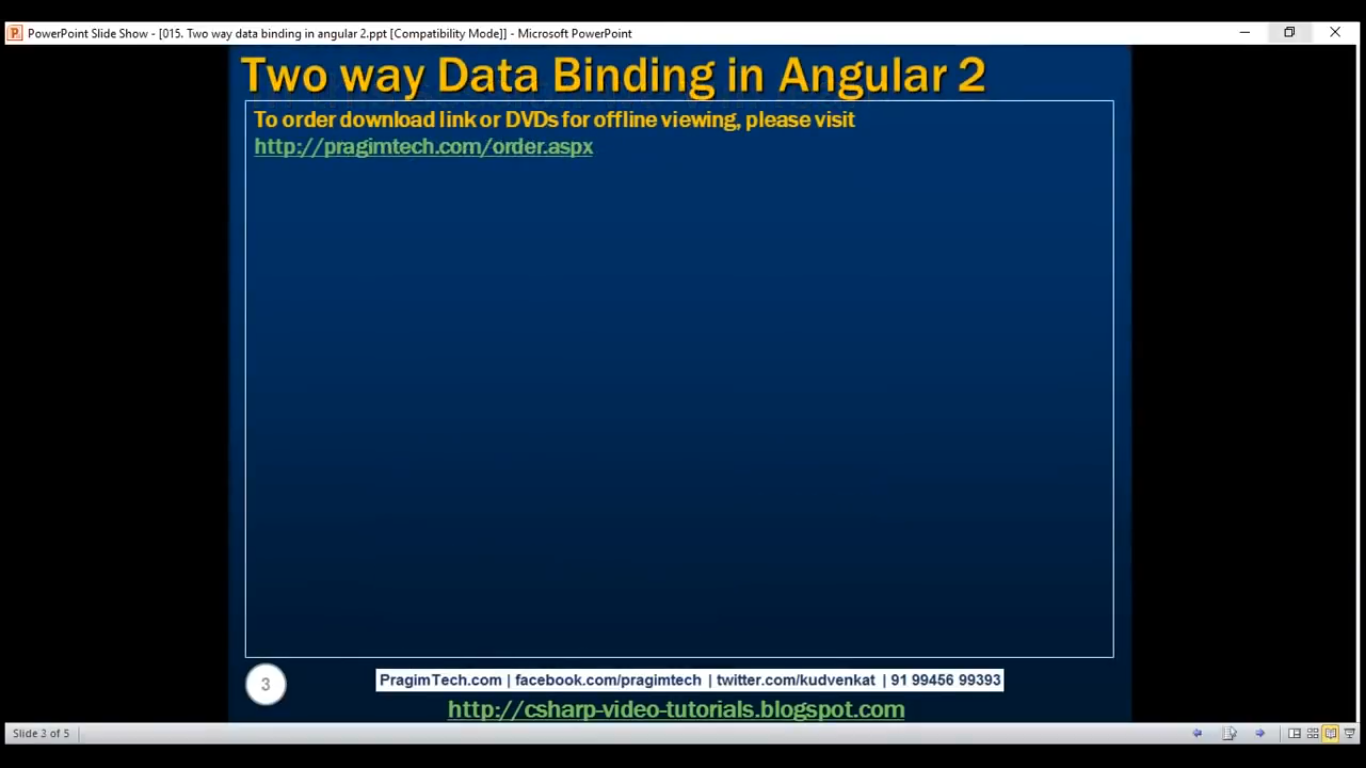 PowerPoint Slide Show - [015. Two way data binding in angular 2.ppt [Compatibility Mode]] - Microsoft PowerPoint
Two way Data Binding in Angular 2
To order download link or DVDs for offline viewing, please visit
http://pragimtech.com/order.aspx
3
PragimTech.com | facebook.com/pragimtech | twitter.com/kudvenkat | 91 99456 99393
http://csharp-video-tutorials.blogspot.com
Slide 3 of 5